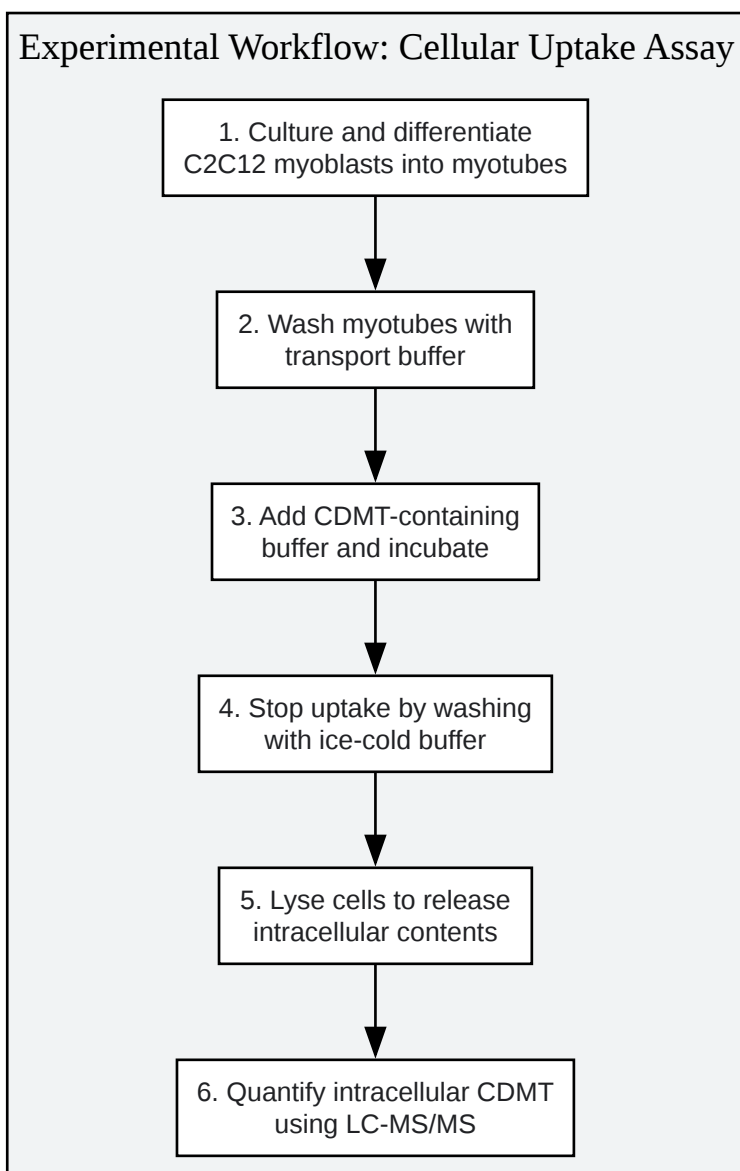 Experimental Workflow: Cellular Uptake Assay
1. Culture and differentiate
C2C12 myoblasts into myotubes
2. Wash myotubes with
transport buffer
3. Add CDMT-containing
buffer and incubate
4. Stop uptake by washing
with ice-cold buffer
5. Lyse cells to release
intracellular contents
6. Quantify intracellular CDMT
using LC-MS/MS